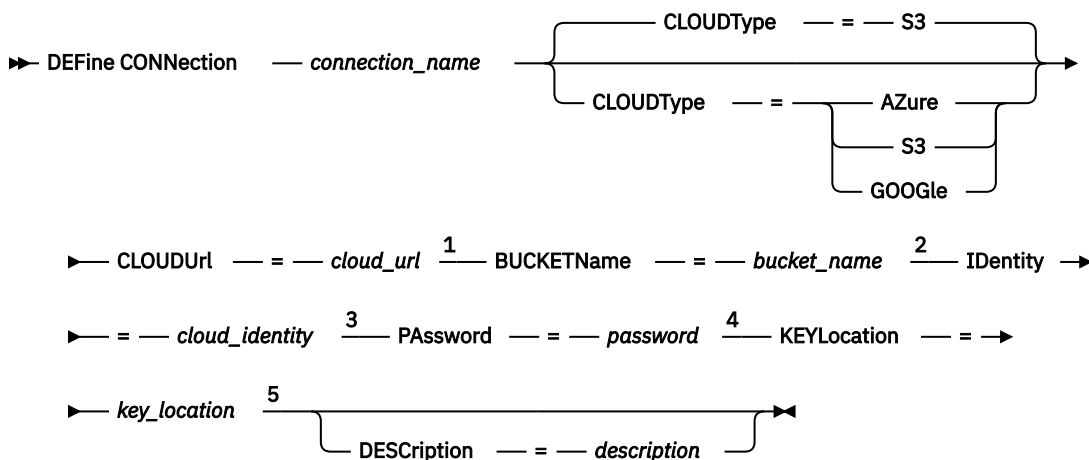 CLOUDType = S3
DEFine CONNection connection_name
CLOUDType = AZure
S3
GOOGle
CLOUDUrl = cloud_url 1 BUCKETName = bucket_name 2 IDentity
= cloud_identity 3 PAssword = password 4 KEYLocation =
key_location 5
DESCription = description